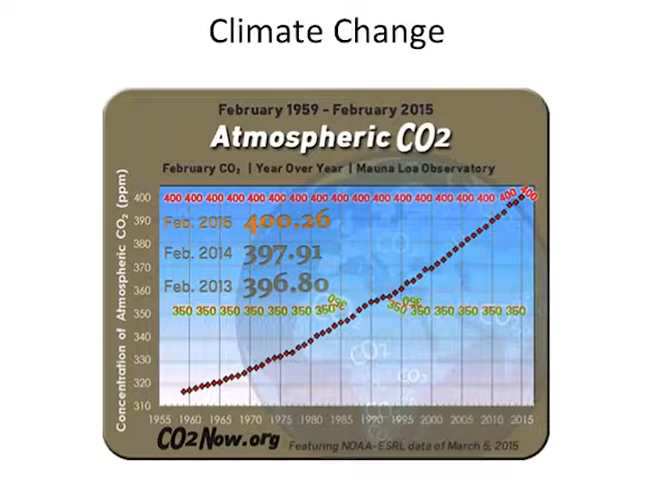 Climate Change
February 1959 - February 2015
Atmospheric CO2
February CO₂ | Year Over Year | Mauna Loa Observatory
Concentration of Atmospheric CO₂ (ppm)
400 400 400 400 400 400 400 400 400 400 400 400 400 400 400 400 400 400
Feb. 2015 400.26
Feb. 2014 397.91
Feb. 2013 396.80
350 350 350 350 350 350 350 350 350 350 350 350 350 350 350 350
400
390
380
370
360
350
340
330
320
310
1955 1960 1965 1970 1975 1980 1985 1990 1995 2000 2005 2010 2015
CO₂
CO₂
CO₂
CO2Now.org
Featuring NOAA-ESRL data of March 5, 2015